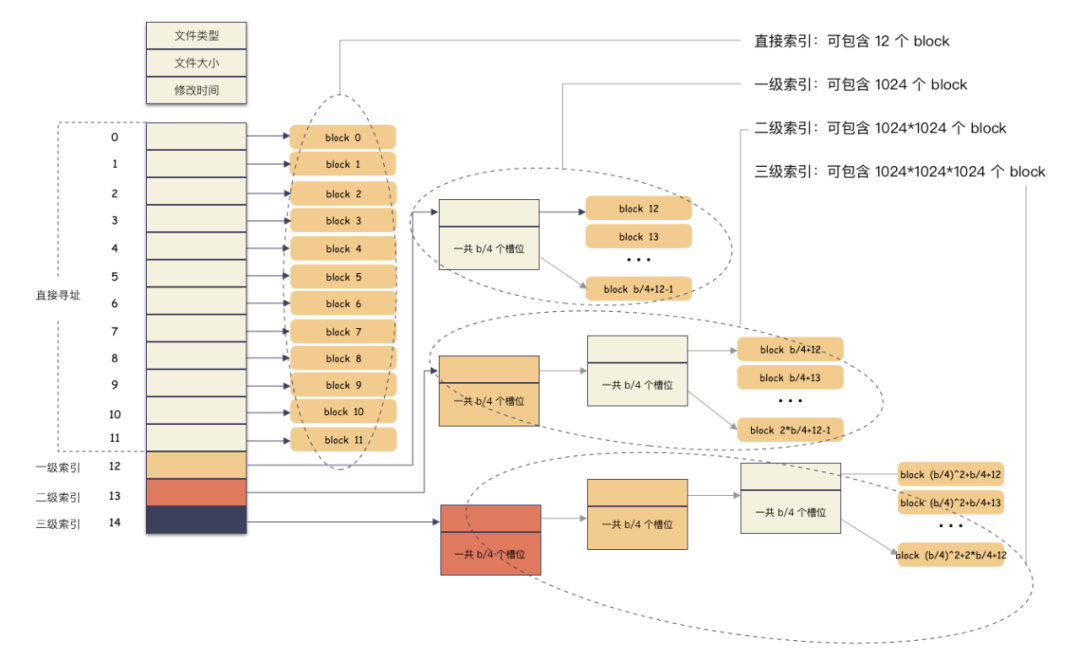 文件类型
文件大小
修改时间
直接索引：可包含 12 个 block
一级索引：可包含 1024 个 block
二级索引：可包含 1024*1024 个 block
三级索引：可包含 1024*1024*1024 个 block
直接寻址
0
block 0
1
block 1
2
block 2
3
block 3
4
block 4
5
block 5
6
block 6
7
block 7
8
block 8
9
block 9
10
block 10
11
block 11
一级索引 12
二级索引 13
三级索引 14
一共 b/4 个槽位
block 12
block 13
•••
block b/4+12-1
一共 b/4 个槽位
一共 b/4 个槽位
block b/4+12
block b/4+13
•••
block 2*b/4+12-1
一共 b/4 个槽位
一共 b/4 个槽位
一共 b/4 个槽位
block (b/4)^2+b/4+12
block (b/4)^2+b/4+13
•••
block (b/4)^2+2*b/4+12